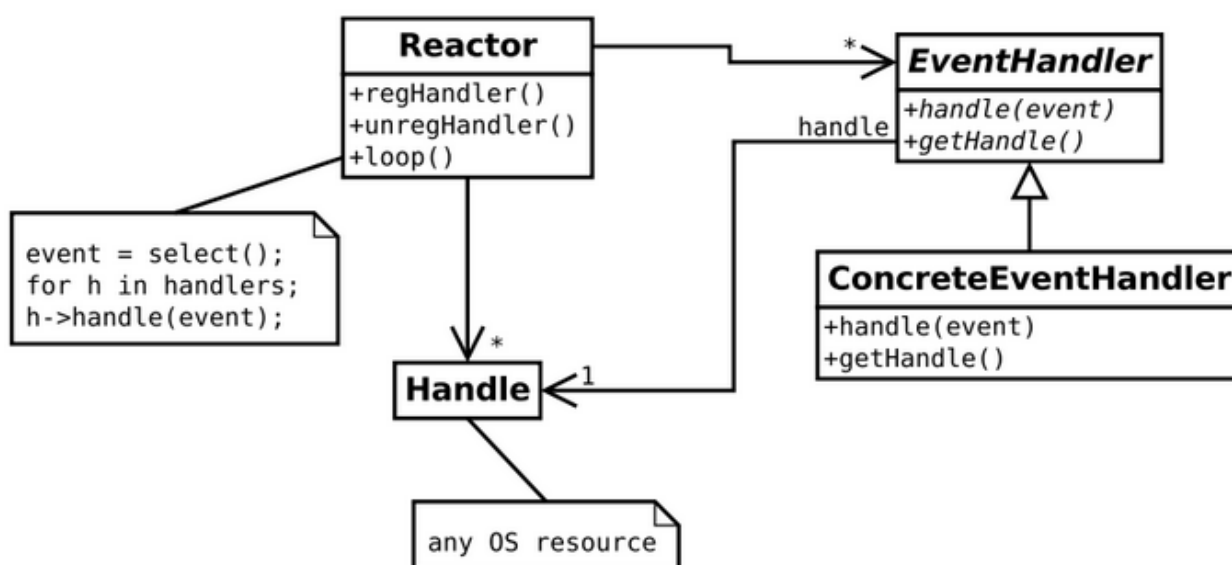 Reactor
+regHandler()
+unregHandler()
+loop()
*
EventHandler
+handle(event)
+getHandle()
handle
event = select();
for h in handlers;
h->handle(event);
ConcreteEventHandler
+handle(event)
+getHandle()
*
1
Handle
any OS resource